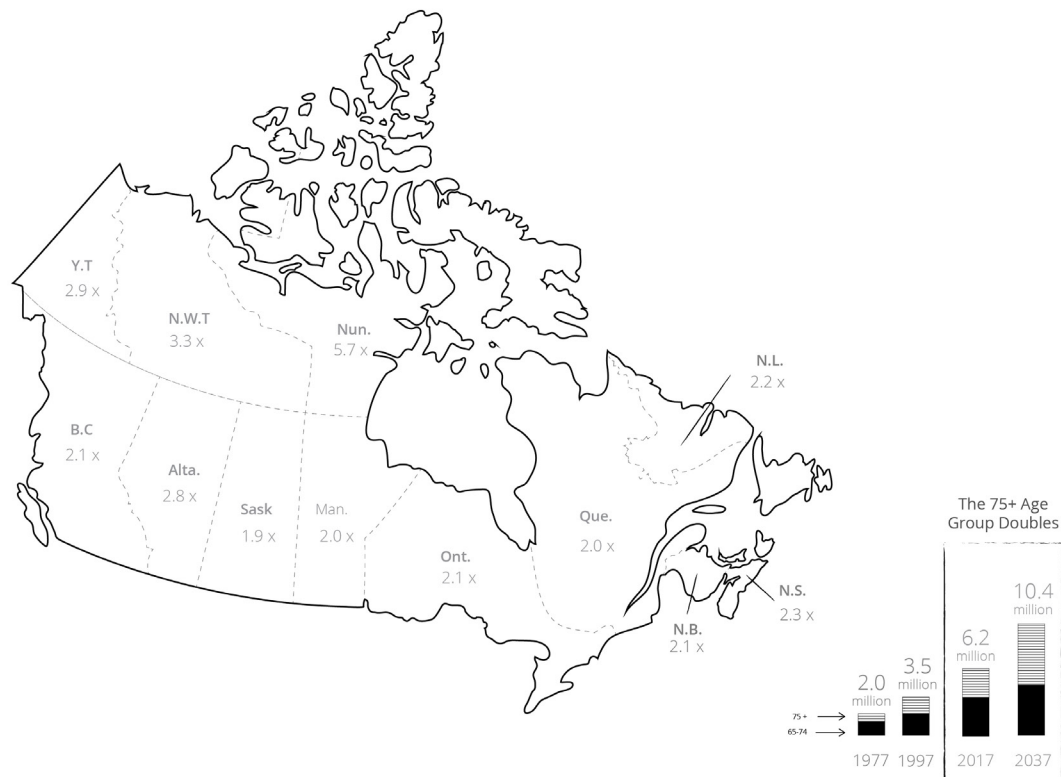 Y.T
2.9 x
N.W.T
3.3 x
Nun.
5.7 x
N.L.
2.2 x
B.C
2.1 x
Alta.
2.8 x
Sask
1.9 x
Man.
2.0 x
Ont.
2.1 x
Que.
2.0 x
N.S.
2.3 x
N.B.
2.1 x
The 75+ Age
Group Doubles
10.4
million
6.2
million
3.5
million
2.0
million
75 +
65-74
1977 1997 2017 2037